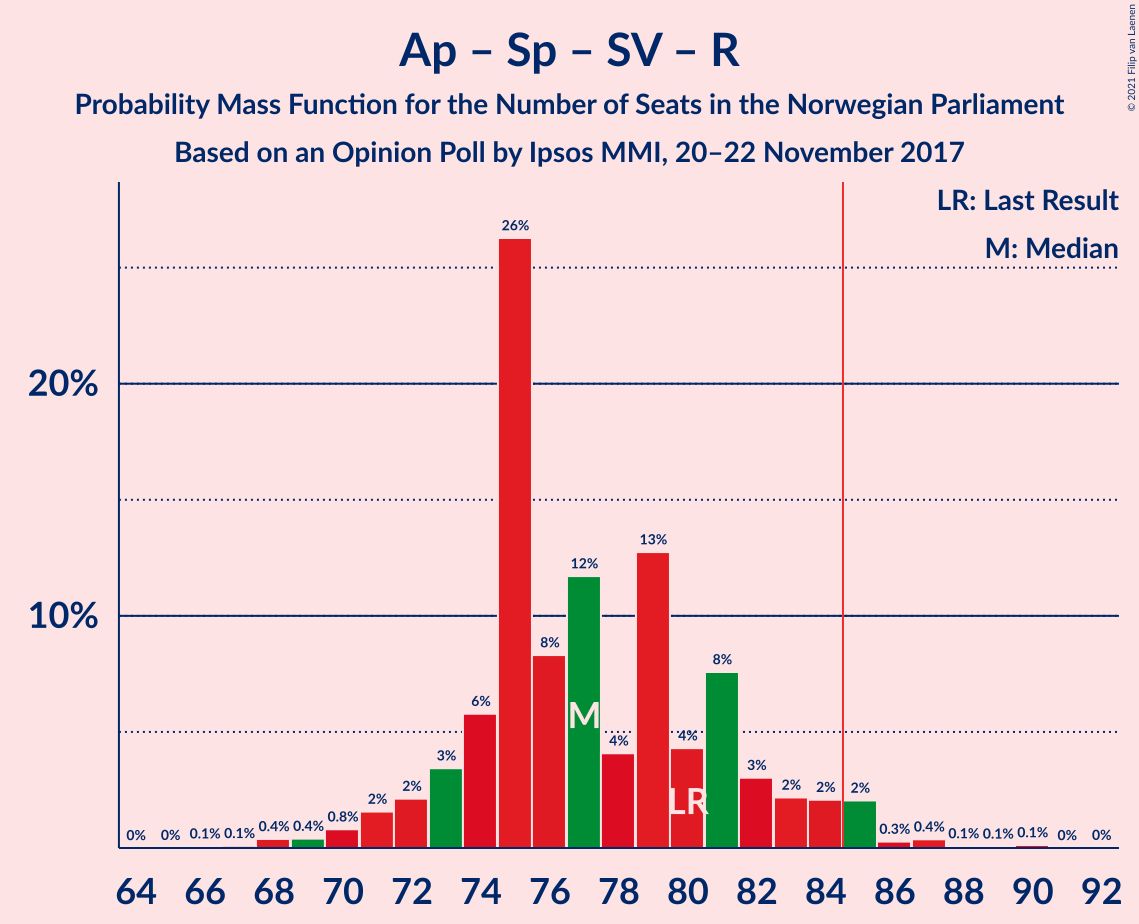 Ap – Sp – SV – R
Probability Mass Function for the Number of Seats in the Norwegian Parliament
Based on an Opinion Poll by Ipsos MMI, 20–22 November 2017
© 2021 Filip van Laenen
LR: Last Result
M: Median
20%
10%
0% 0% 0.1% 0.1% 0.4% 0.4% 0.8% 2% 2% 3% 6% 26% 8% 12% 4% 13% 4% 8% 3% 2% 2% 2% 0.3% 0.4% 0.1% 0.1% 0.1% 0% 0%
M
LR
64 66 68 70 72 74 76 78 80 82 84 86 88 90 92